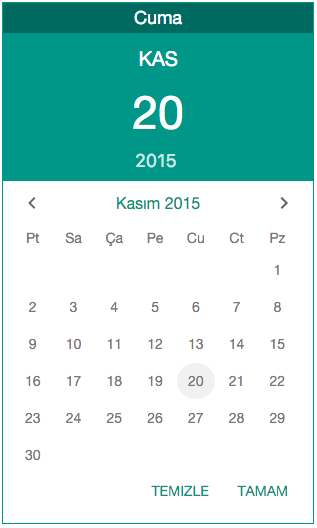 Cuma
KAS
20
2015
Kasım 2015
Pt Sa Ça Pe Cu Ct Pz
1
2 3 4 5 6 7 8
9 10 11 12 13 14 15
16 17 18 19 20 21 22
23 24 25 26 27 28 29
30
TEMIZLE TAMAM